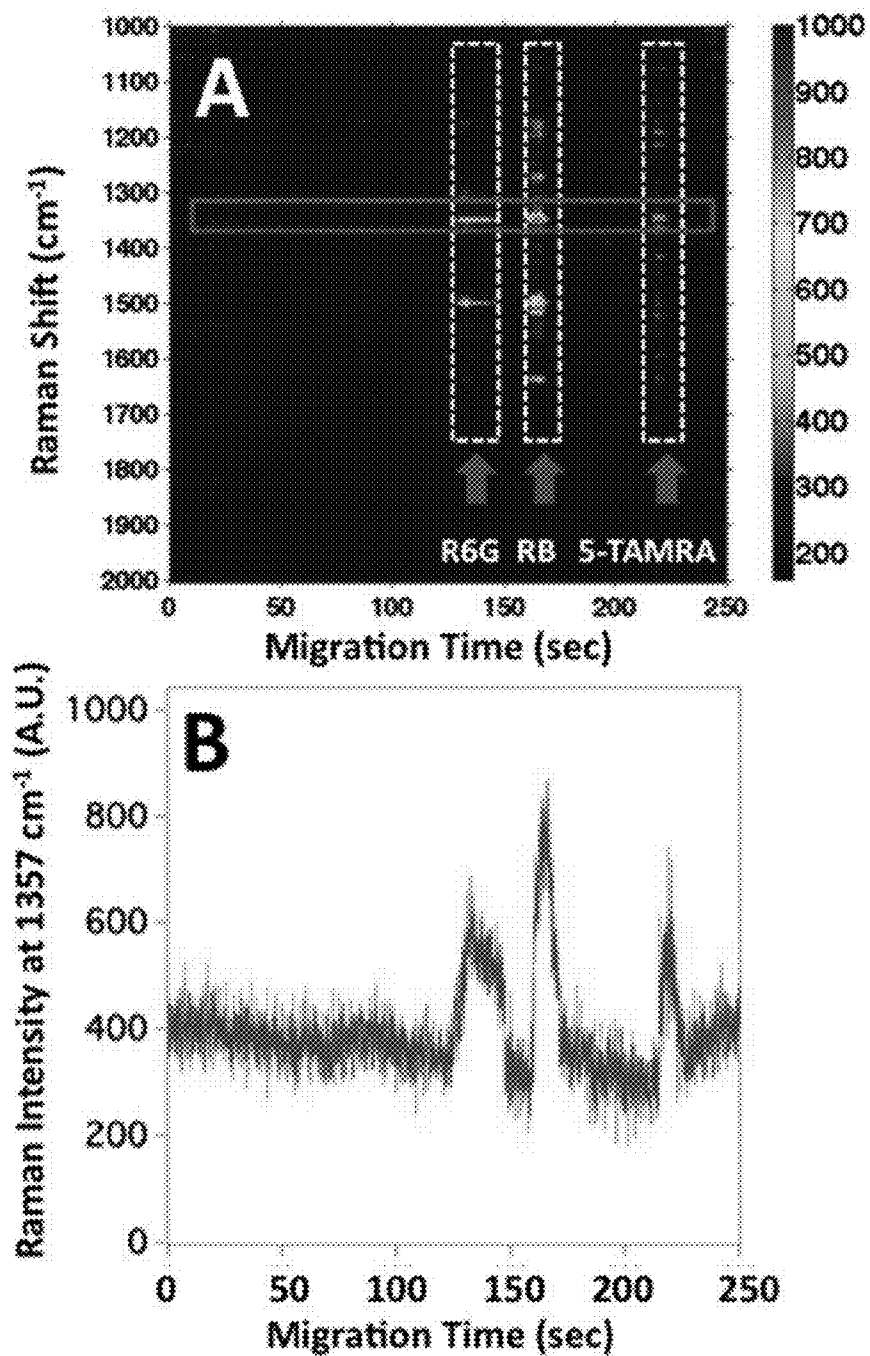 A
Raman Shift (cm-1)
1000
1100
1200
1300
1400
1500
1600
1700
1800
1900
2000
R6G RB 5-TAMRA
0 50 100 150 200 250
Migration Time (sec)
1000
900
800
700
600
500
400
300
200
B
Raman Intensity at 1357 cm-1 (A.U.)
1000
800
600
400
200
0
0 50 100 150 200 250
Migration Time (sec)